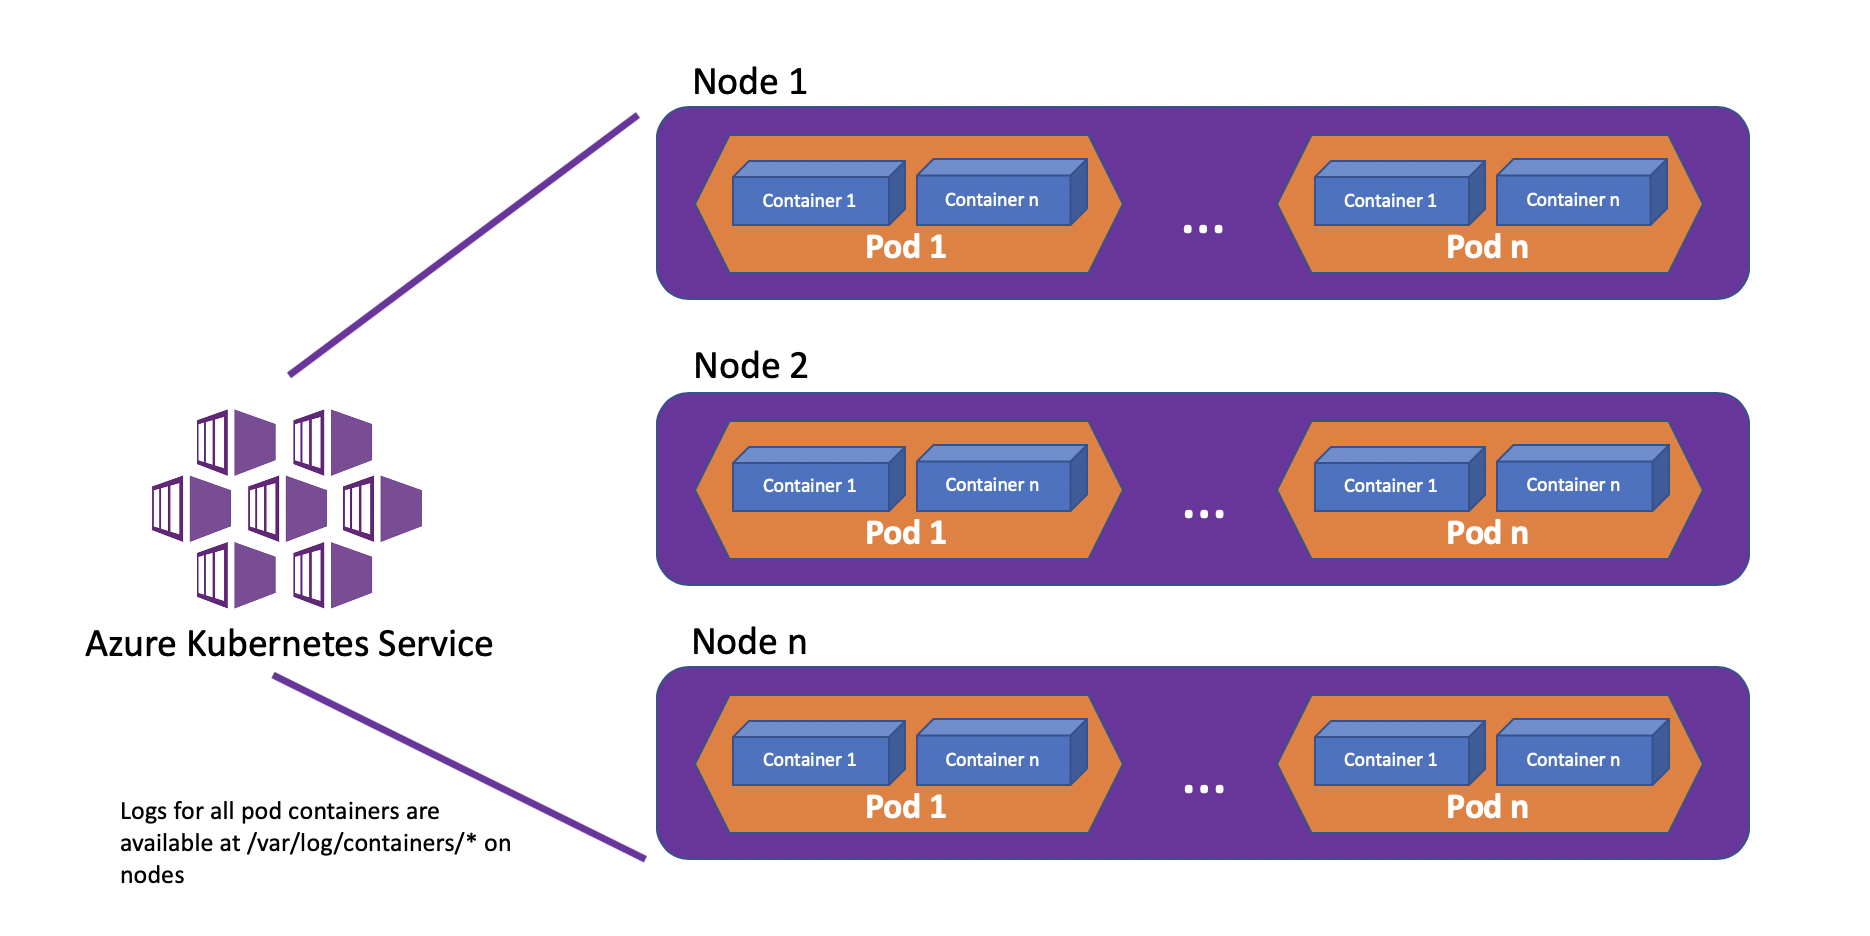 Node 1
Container 1
Container n
Pod 1
...
Container 1
Container n
Pod n
Node 2
Container 1
Container n
Pod 1
...
Container 1
Container n
Pod n
Azure Kubernetes Service
Node n
Container 1
Container n
Pod 1
...
Container 1
Container n
Pod n
Logs for all pod containers are
available at /var/log/containers/* on
nodes